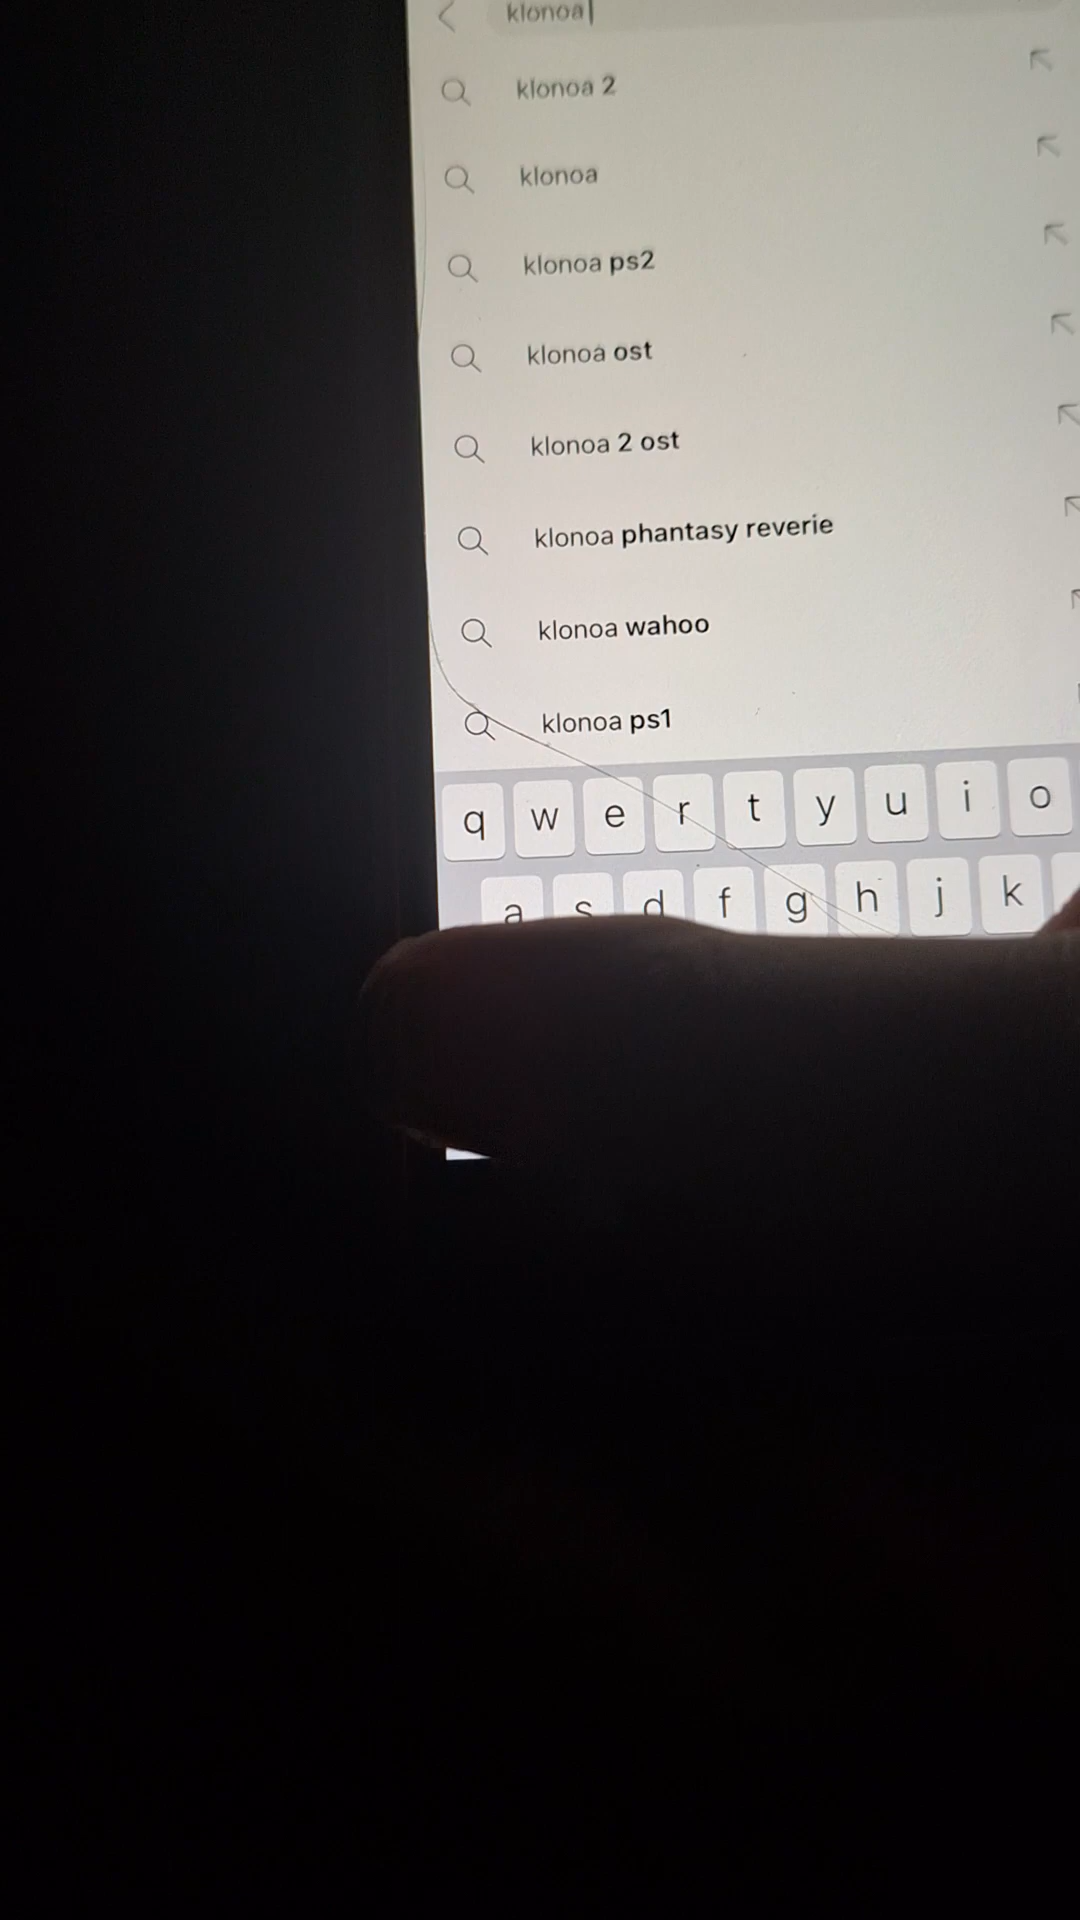 klonoa
klonoa 2
klonoa
klonoa ps2
klonoa ost
klonoa 2 ost
klonoa phantasy reverie
klonoa wahoo
klonoa ps1
q w e r t y u i o
a s d f g h j k